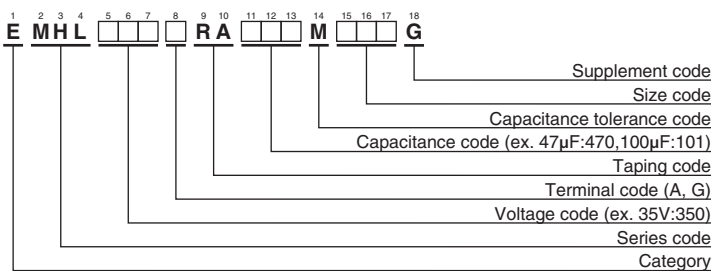 1 2 3 4 5 6 7 8 9 10 11 12 13 14 15 16 17 18
E MHL □□□ □ RA □□□ M □□□ G
Supplement code
Size code
Capacitance tolerance code
Capacitance code (ex. 47µF:470,100µF:101)
Taping code
Terminal code (A, G)
Voltage code (ex. 35V:350)
Series code
Category